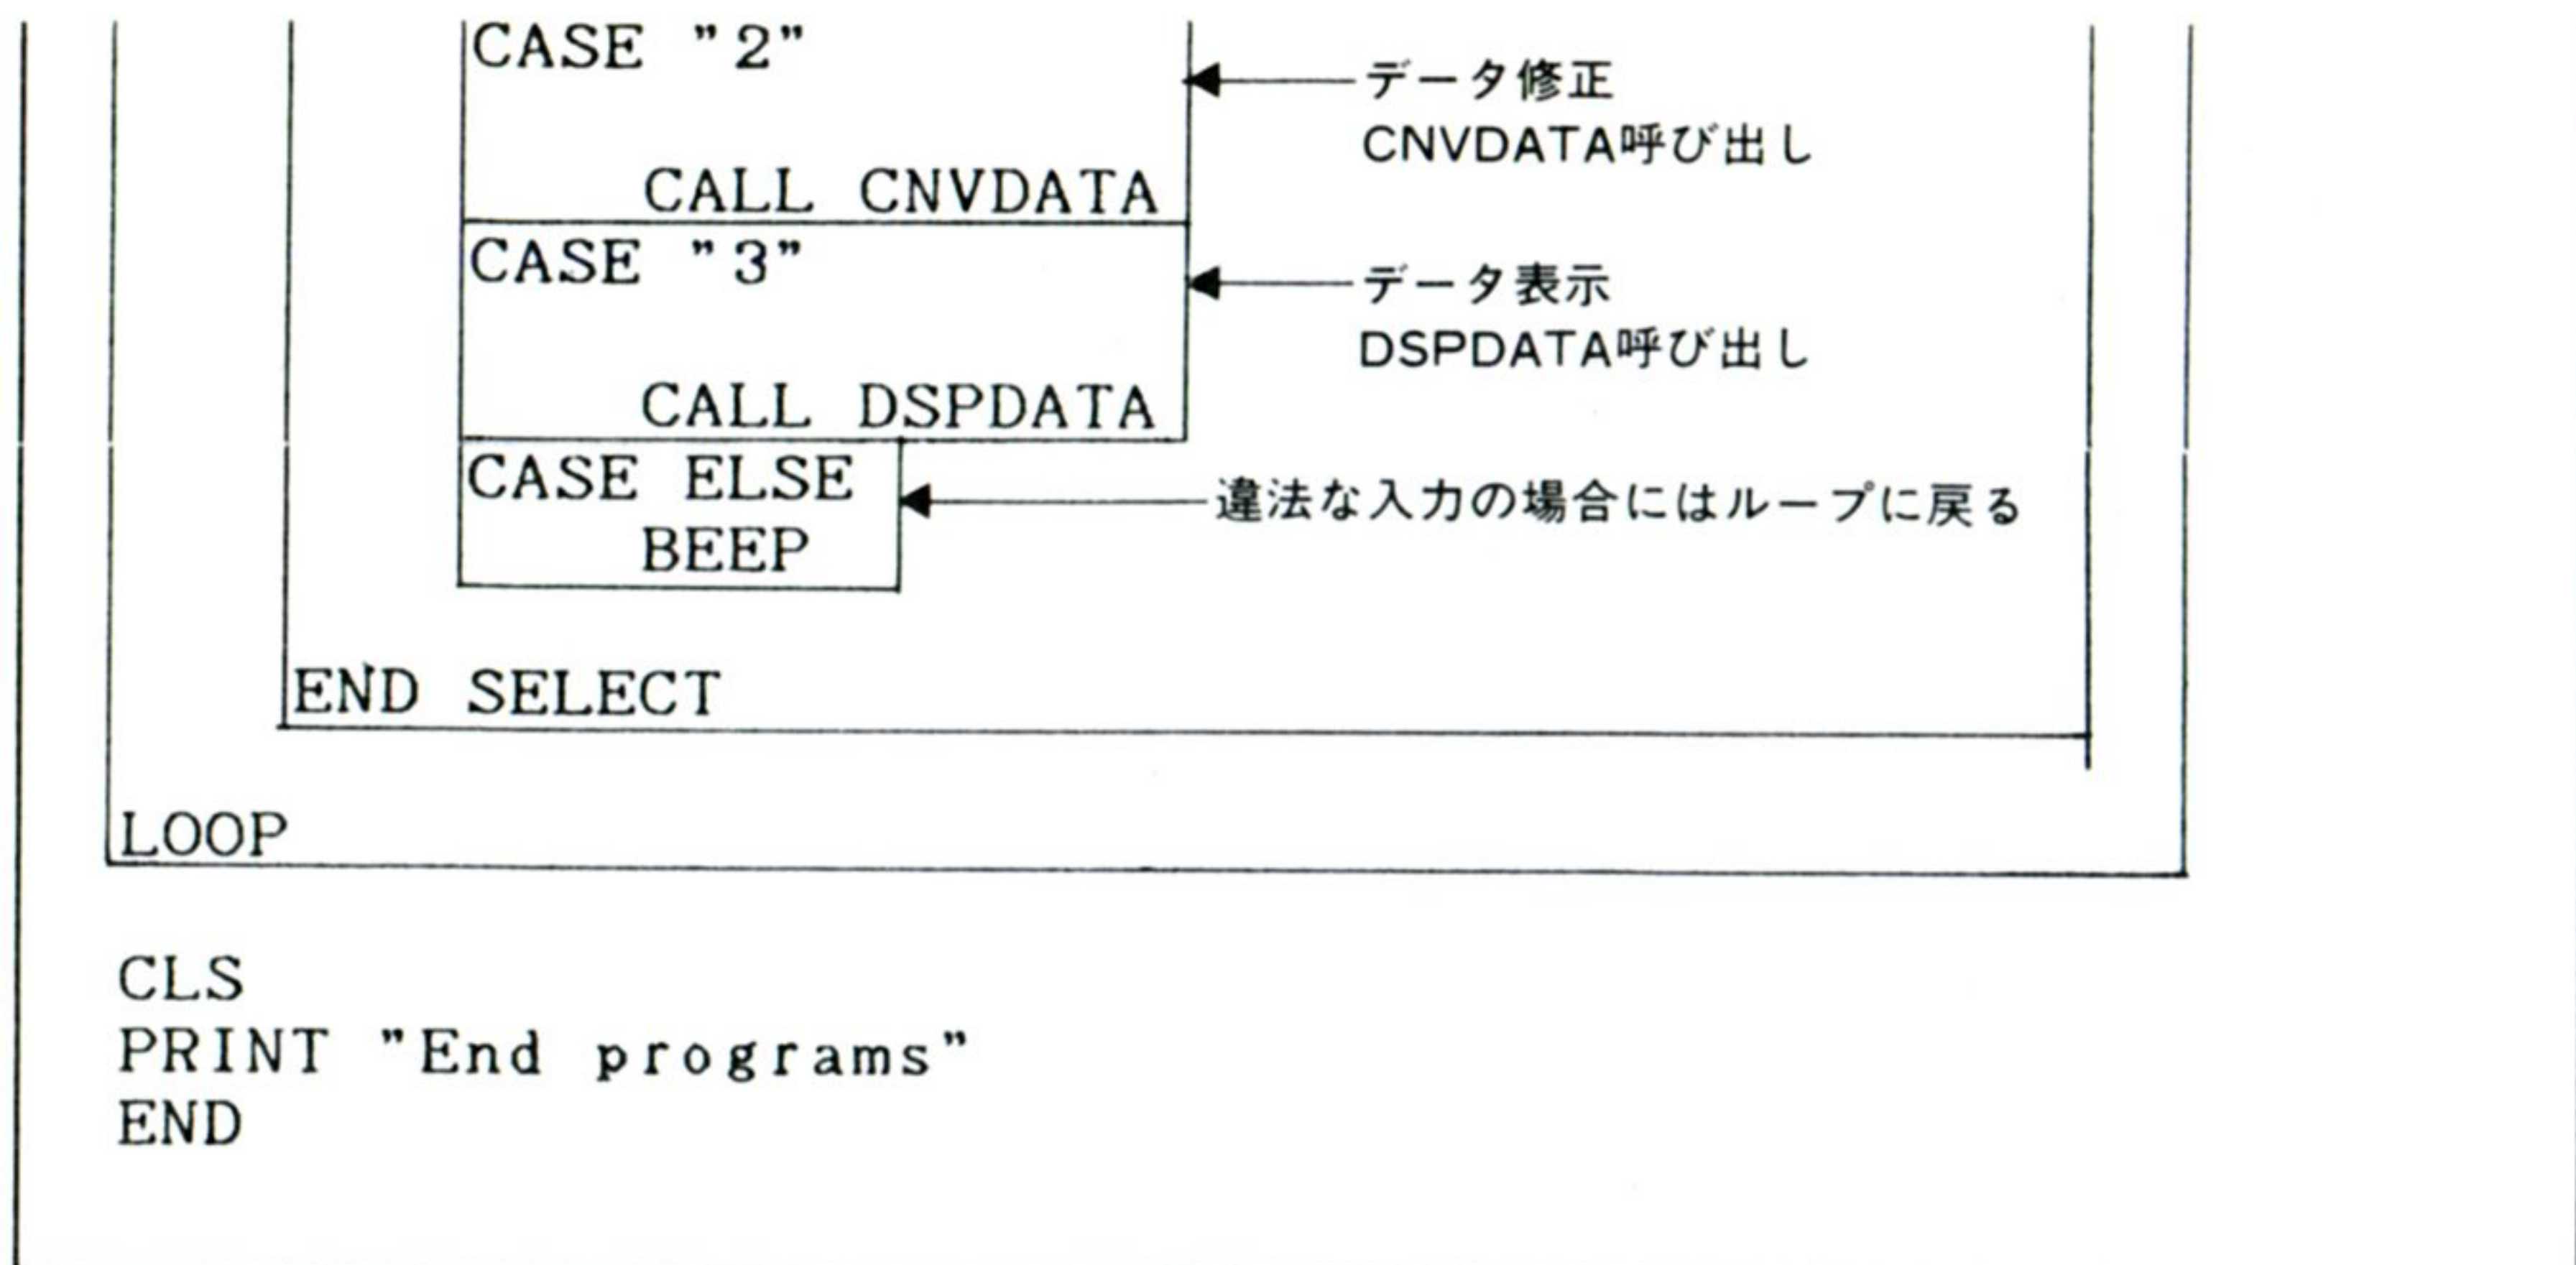 CASE "2"
データ修正
CNVDATA呼び出し
CALL CNVDATA
CASE "3"
データ表示
DSPDATA呼び出し
CALL DSPDATA
CASE ELSE
違法な入力の場合にはループに戻る
BEEP
END SELECT
LOOP
CLS
PRINT "End programs"
END